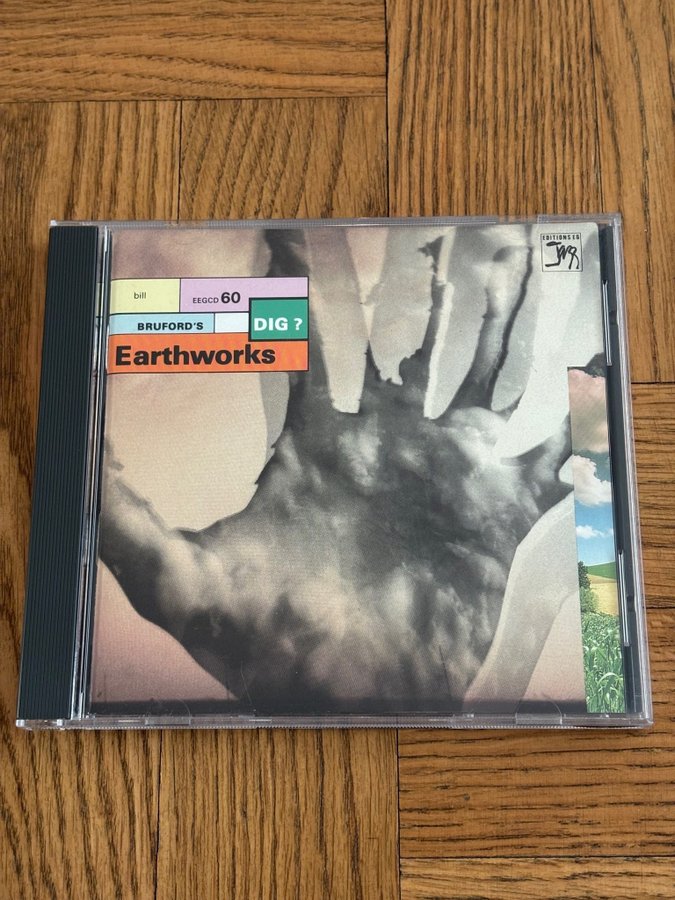 bill
EEGCD 60
BRUFORD'S
DIG ?
Earthworks
EDITIONS EG